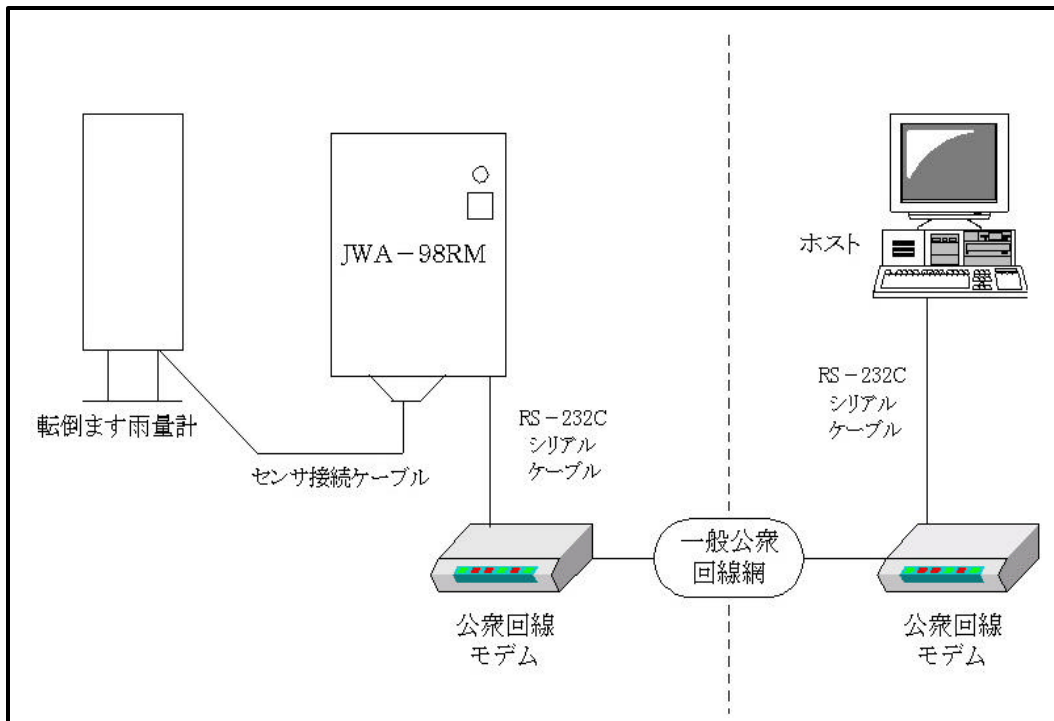 JWA－98RM
ホスト
転倒ます雨量計
センサ接続ケーブル
RS－232C
シリアル
ケーブル
RS－232C
シリアル
ケーブル
一般公衆
回線網
公衆回線
モデム
公衆回線
モデム